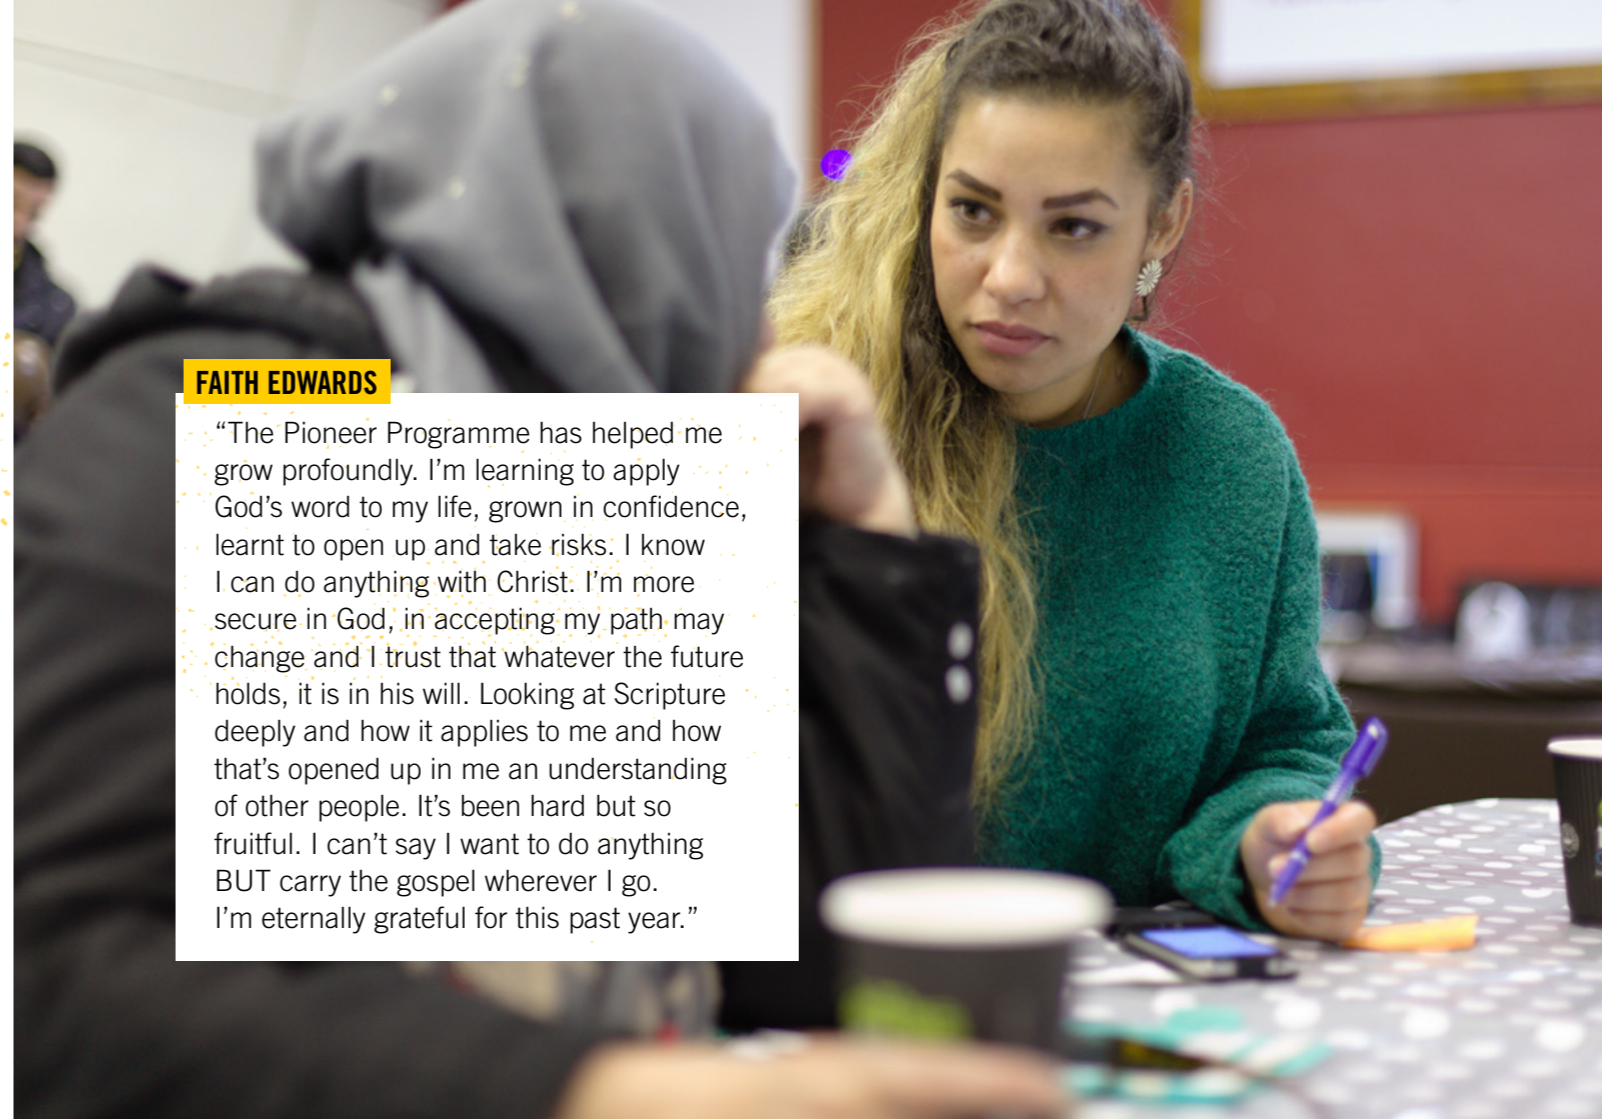 FAITH EDWARDS
“The Pioneer Programme has helped me
grow profoundly. I’m learning to apply
God’s word to my life, grown in confidence,
learnt to open up and take risks. I know
I can do anything with Christ. I’m more
secure in God, in accepting my path may
change and I trust that whatever the future
holds, it is in his will. Looking at Scripture
deeply and how it applies to me and how
that’s opened up in me an understanding
of other people. It’s been hard but so
fruitful. I can’t say I want to do anything
BUT carry the gospel wherever I go.
I’m eternally grateful for this past year.”